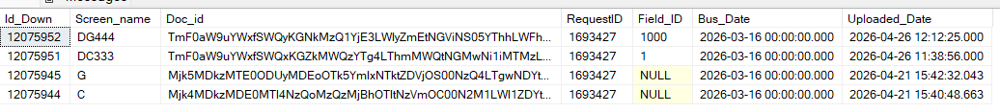 Messages
Id_Down Screen_name Doc_id RequestID Field_ID Bus_Date Uploaded_Date
12075952 DG444 TmF0aW9uYWxfSWQyKGNkMzQ1YjE3LWIyZmEtNGViNS05YThhLWFh... 1693427 1000 2026-03-16 00:00:00.000 2026-04-26 12:12:25.000
12075951 DC333 TmF0aW9uYWxfSWQxKGZkMWQzYTg4LThmMWQtNGMwNi1iMTMzL... 1693427 1 2026-03-16 00:00:00.000 2026-04-26 11:38:56.000
12075945 G Mjk5MDkzMTE0ODUyMDEoOTk5YmIxNTktZDVjOS00NzQ4LTgwNDYt... 1693427 NULL 2026-03-16 00:00:00.000 2026-04-21 15:42:32.043
12075944 C Mjk4MDkzMDE0MTI4NzQoMzQzMjBhOTItNzVmOC00N2M1LWI1ZDYt... 1693427 NULL 2026-03-16 00:00:00.000 2026-04-21 15:40:48.663